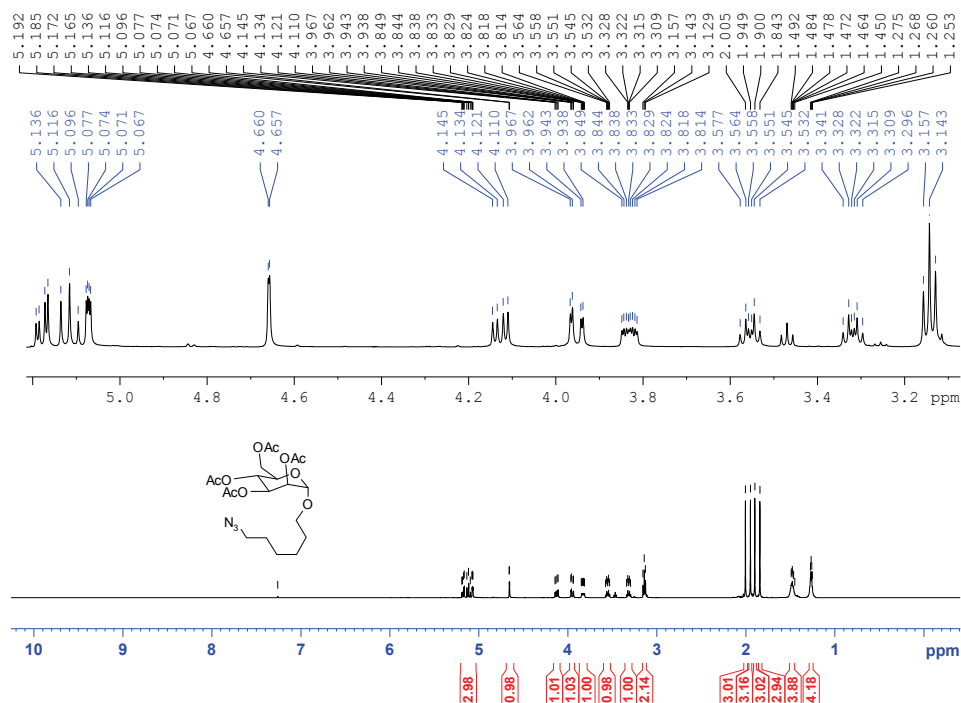 5.192 5.185 5.172 5.165 5.136 5.116 5.096 5.077 5.074 5.071 5.067 4.660 4.657 4.145 4.134 4.121 4.110 3.967 3.962 3.943 3.938 3.849 3.844 3.838 3.833 3.829 3.824 3.818 3.814 3.564 3.558 3.551 3.545 3.532 3.328 3.322 3.315 3.309 3.157 3.143 3.129 2.005 1.949 1.900 1.843 1.492 1.484 1.478 1.472 1.464 1.450 1.275 1.268 1.260 1.253
5.136 5.116 5.096 5.077 5.074 5.071 5.067 4.660 4.657 4.145 4.134 4.121 4.110 3.967 3.962 3.943 3.938 3.849 3.844 3.838 3.833 3.829 3.824 3.818 3.814 3.577 3.564 3.558 3.551 3.545 3.532 3.341 3.328 3.322 3.315 3.309 3.296 3.157 3.143
5.0 4.8 4.6 4.4 4.2 4.0 3.8 3.6 3.4 3.2 ppm
OAc
OAc
AcO
O
AcO
O
N3
10 9 8 7 6 5 4 3 2 1 ppm
2.98 0.98 1.01 1.03 1.00 0.98 1.00 2.14 3.01 3.16 3.02 2.94 3.88 4.18